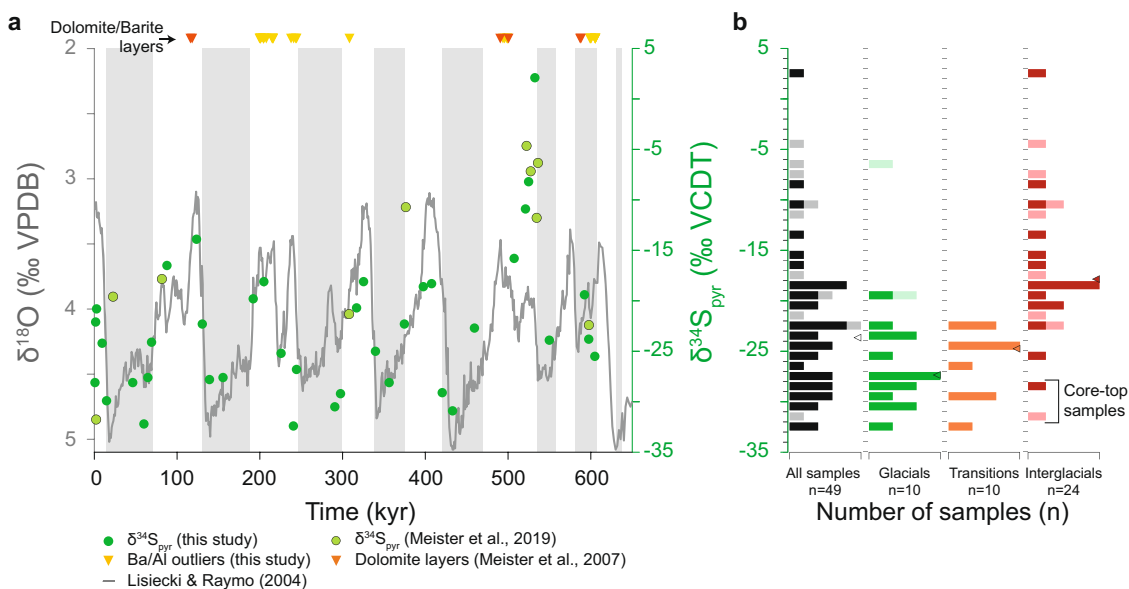 a
Dolomite/Barite
layers
2
3
4
5
δ18O (‰ VPDB)
5
-5
-15
-25
-35
δ34Spyr (‰ VCDT)
0
100
200
300
400
500
600
Time (kyr)
δ34Spyr (this study)
δ34Spyr (Meister et al., 2019)
Ba/Al outliers (this study)
Dolomite layers (Meister et al., 2007)
Lisiecki & Raymo (2004)
b
5
-5
-15
-25
-35
Core-top
samples
All samples Glacials Transitions Interglacials
n=49 n=10 n=10 n=24
Number of samples (n)